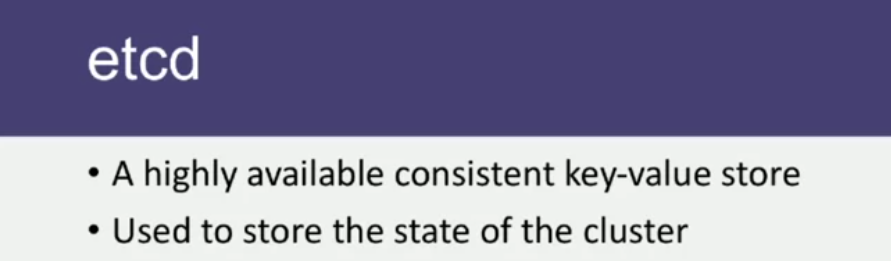 etcd
• A highly available consistent key-value store
• Used to store the state of the cluster